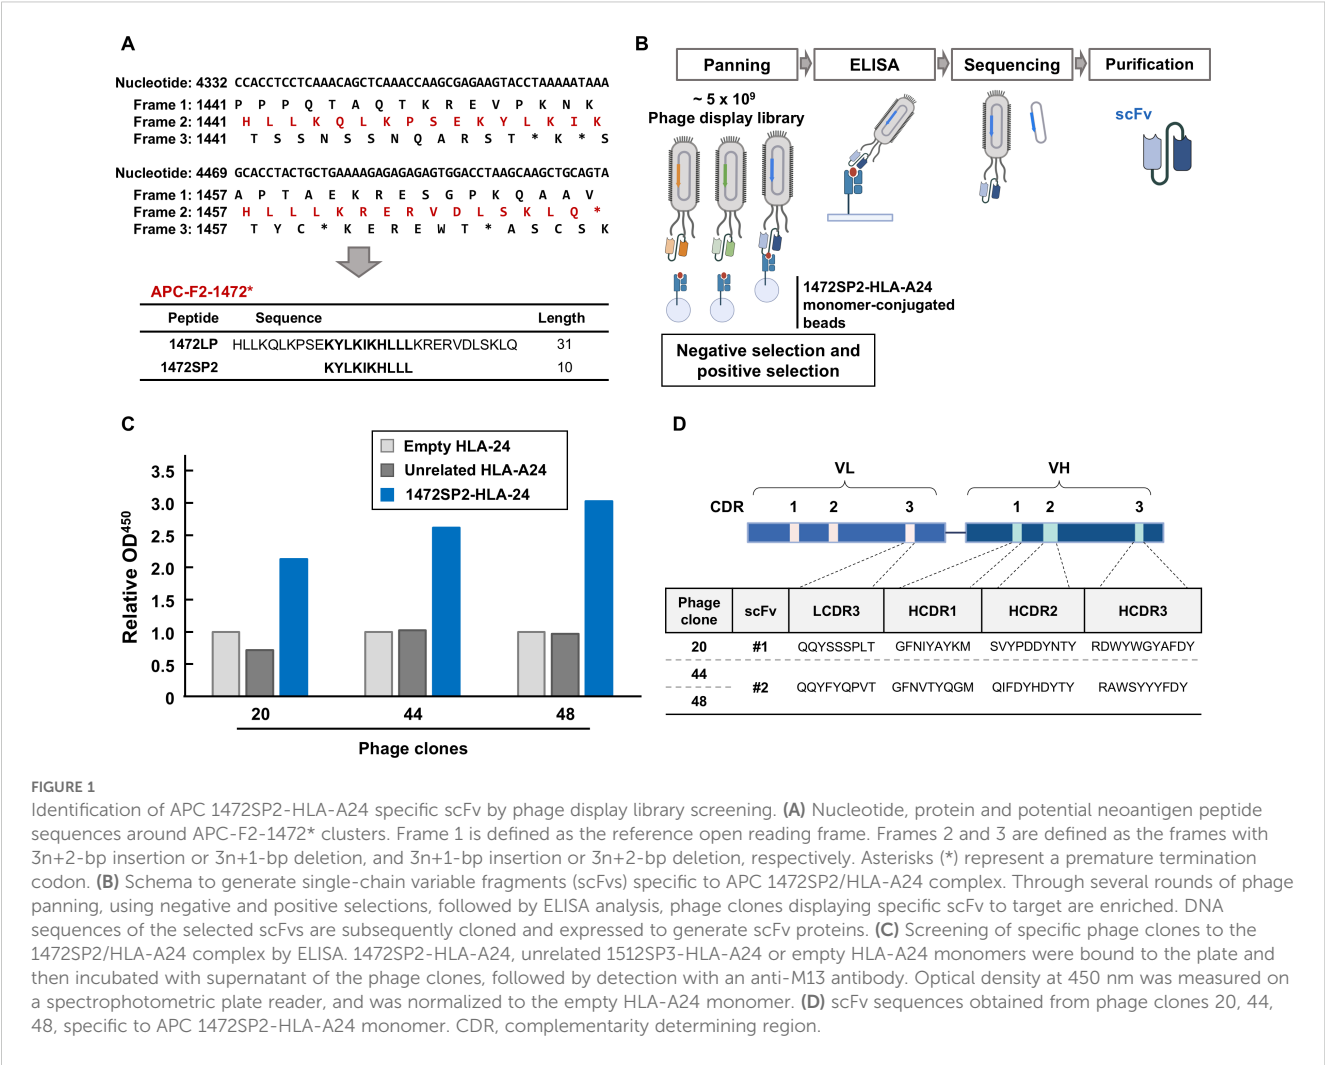 A
Nucleotide: 4332 CCACCTCCTCAAACAGCTCAAACCAAGCGAGAAGTACCTAAAAATAAA
Frame 1: 1441 P P P Q T A Q T K R E V P K N K
Frame 2: 1441 H L L K Q L K P S E K Y L K I K
Frame 3: 1441 T S S N S S N Q A R S T * K * S
Nucleotide: 4469 GCACCTACTGCTGAAAAGAGAGAGAGTGGACCTAAGCAAGCTGCAGTA
Frame 1: 1457 A P T A E K R E S G P K Q A A V
Frame 2: 1457 H L L L K R E R V D L S K L Q *
Frame 3: 1457 T Y C * K E R E W T * A S C S K
APC-F2-1472*
Peptide Sequence Length
1472LP HLLKQLKPSEKYLKIKHLLLKRERVDLSKLQ 31
1472SP2 KYLKIKHLLL 10
B
Panning ELISA Sequencing Purification
~ 5 x 10⁹
Phage display library
scFv
1472SP2-HLA-A24
monomer-conjugated
beads
Negative selection and
positive selection
C
Empty HLA-24
Unrelated HLA-A24
1472SP2-HLA-24
Relative OD⁴⁵⁰
3.5
3.0
2.5
2.0
1.5
1.0
0.5
0
20 44 48
Phage clones
D
VL VH
CDR 1 2 3 1 2 3
Phage clone scFv LCDR3 HCDR1 HCDR2 HCDR3
20 #1 QQYSSSPLT GFNIYAYKM SVYPDDYNTY RDWYWGYAFDY
44
#2 QQYFYQPVT GFNVTYQGM QIFDYHDYTY RAWSYYYFDY
48
FIGURE 1
Identification of APC 1472SP2-HLA-A24 specific scFv by phage display library screening. (A) Nucleotide, protein and potential neoantigen peptide
sequences around APC-F2-1472* clusters. Frame 1 is defined as the reference open reading frame. Frames 2 and 3 are defined as the frames with
3n+2-bp insertion or 3n+1-bp deletion, and 3n+1-bp insertion or 3n+2-bp deletion, respectively. Asterisks (*) represent a premature termination
codon. (B) Schema to generate single-chain variable fragments (scFvs) specific to APC 1472SP2/HLA-A24 complex. Through several rounds of phage
panning, using negative and positive selections, followed by ELISA analysis, phage clones displaying specific scFv to target are enriched. DNA
sequences of the selected scFvs are subsequently cloned and expressed to generate scFv proteins. (C) Screening of specific phage clones to the
1472SP2/HLA-A24 complex by ELISA. 1472SP2-HLA-A24, unrelated 1512SP3-HLA-A24 or empty HLA-A24 monomers were bound to the plate and
then incubated with supernatant of the phage clones, followed by detection with an anti-M13 antibody. Optical density at 450 nm was measured on
a spectrophotometric plate reader, and was normalized to the empty HLA-A24 monomer. (D) scFv sequences obtained from phage clones 20, 44,
48, specific to APC 1472SP2-HLA-A24 monomer. CDR, complementarity determining region.